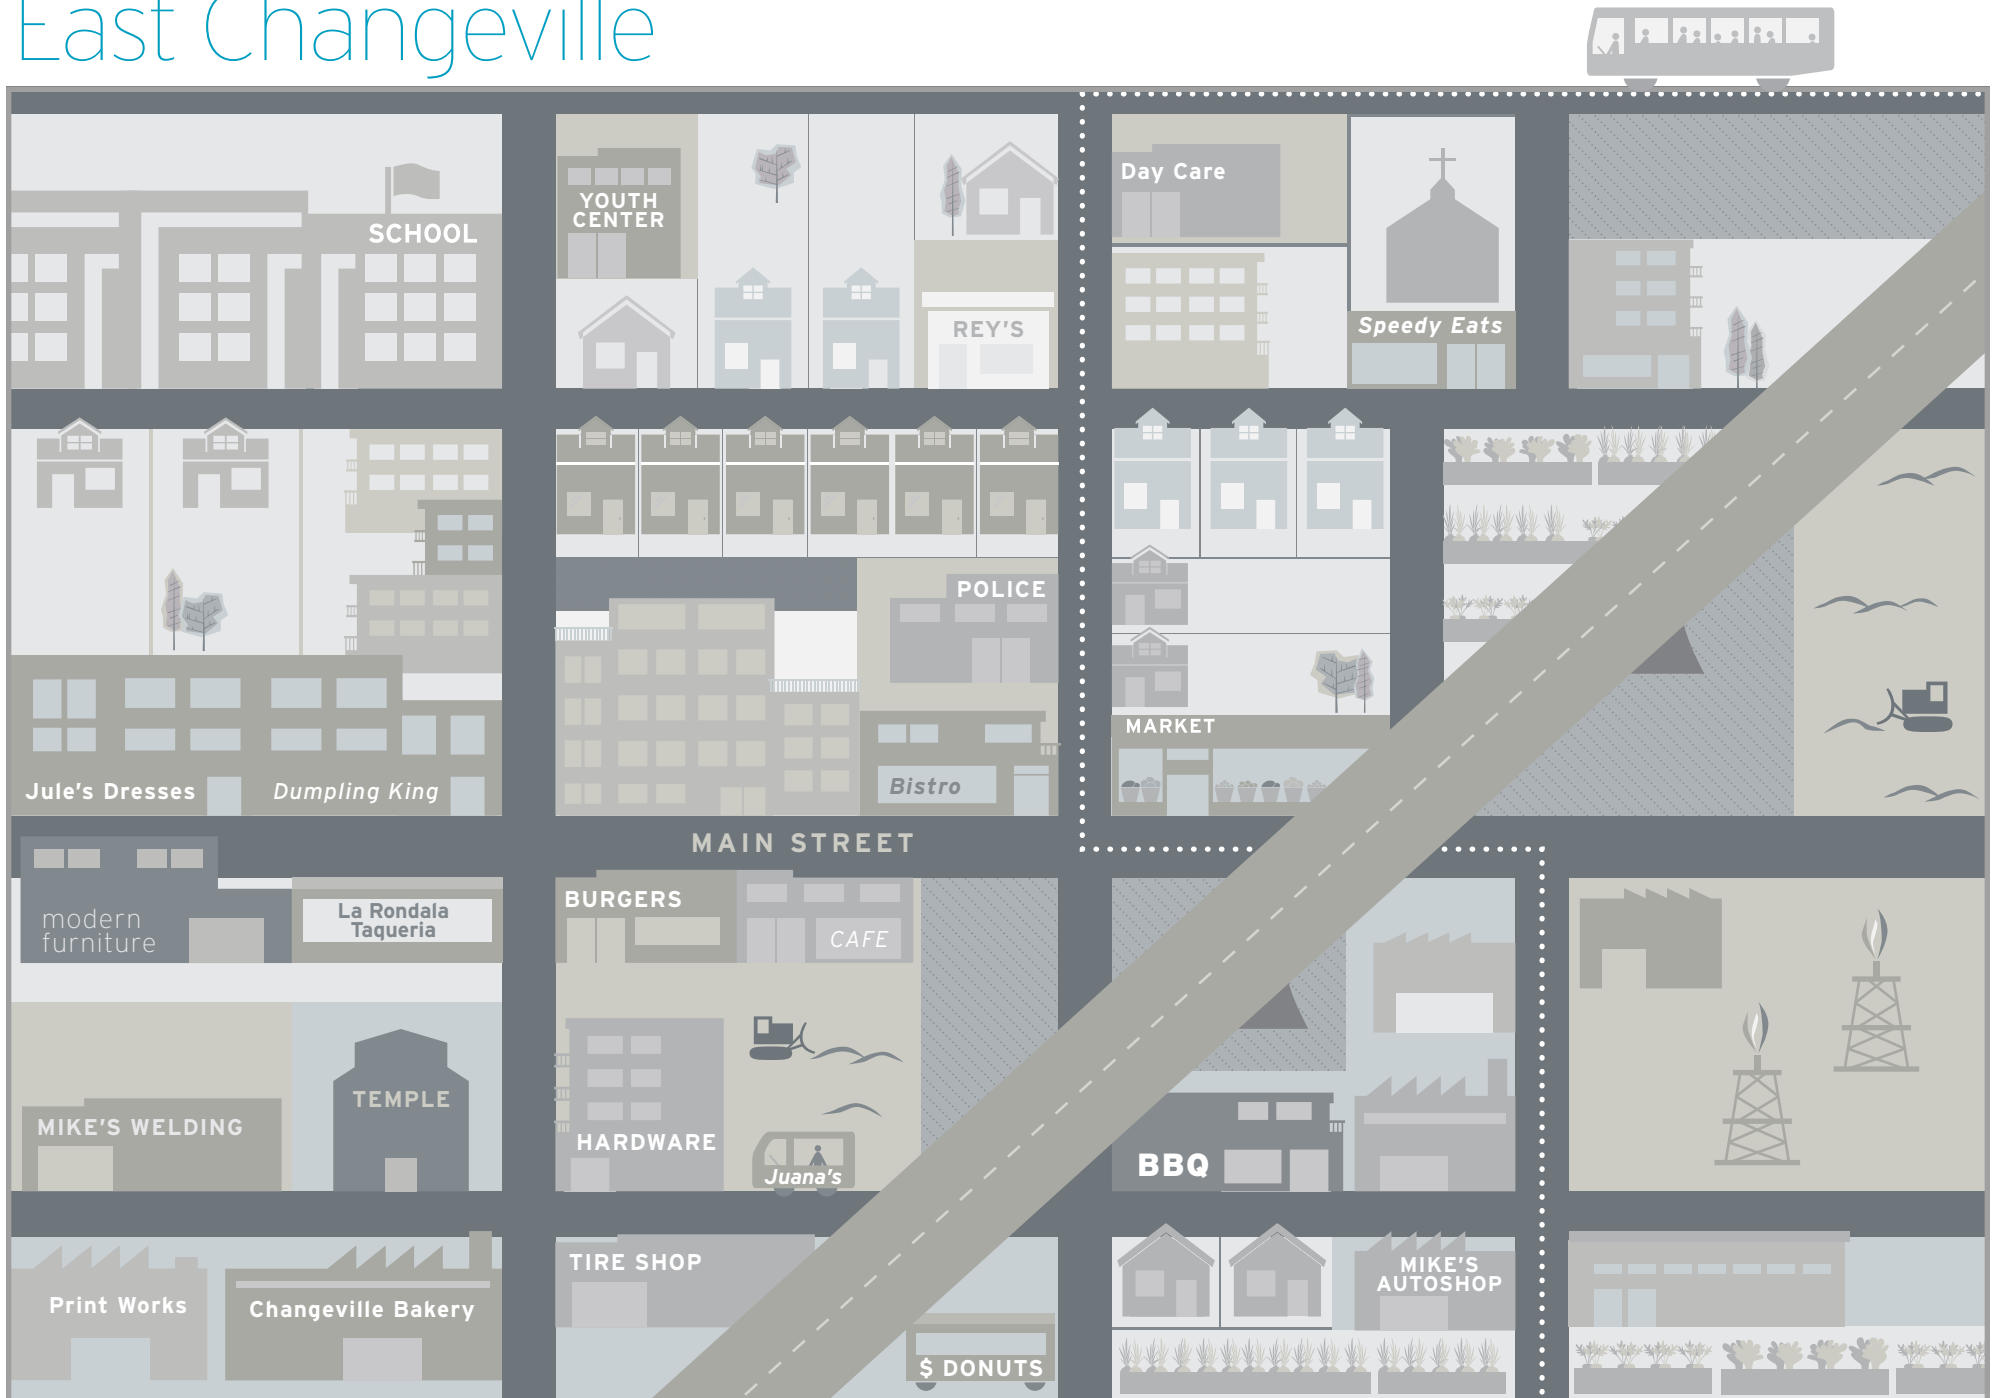 East Changeville
SCHOOL
YOUTH
CENTER
REY'S
Day Care
Speedy Eats
POLICE
Bistro
MARKET
Jule's Dresses
Dumpling King
MAIN STREET
modern
furniture
La Rondala
Taqueria
BURGERS
CAFE
MIKE'S WELDING
TEMPLE
HARDWARE
Juana's
BBQ
Print Works
Changeville Bakery
TIRE SHOP
$ DONUTS
MIKE'S
AUTOSHOP